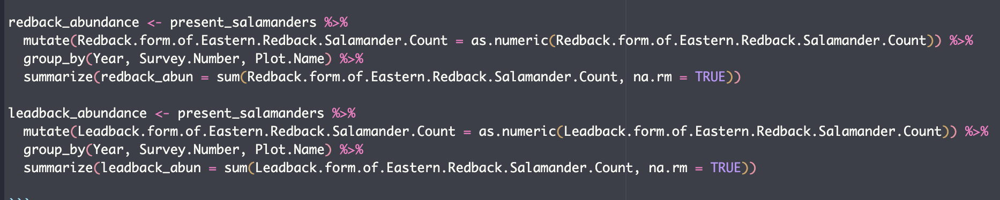 redback_abundance <- present_salamanders %>%
  mutate(Redback.form.of.Eastern.Redback.Salamander.Count = as.numeric(Redback.form.of.Eastern.Redback.Salamander.Count)) %>%
  group_by(Year, Survey.Number, Plot.Name) %>%
  summarize(redback_abun = sum(Redback.form.of.Eastern.Redback.Salamander.Count, na.rm = TRUE))

leadback_abundance <- present_salamanders %>%
  mutate(Leadback.form.of.Eastern.Redback.Salamander.Count = as.numeric(Leadback.form.of.Eastern.Redback.Salamander.Count)) %>%
  group_by(Year, Survey.Number, Plot.Name) %>%
  summarize(leadback_abun = sum(Leadback.form.of.Eastern.Redback.Salamander.Count, na.rm = TRUE))

```